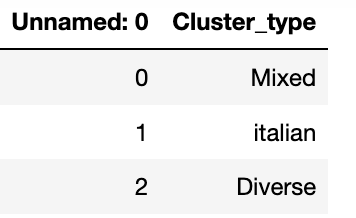 Unnamed: 0 Cluster_type
0 Mixed
1 italian
2 Diverse